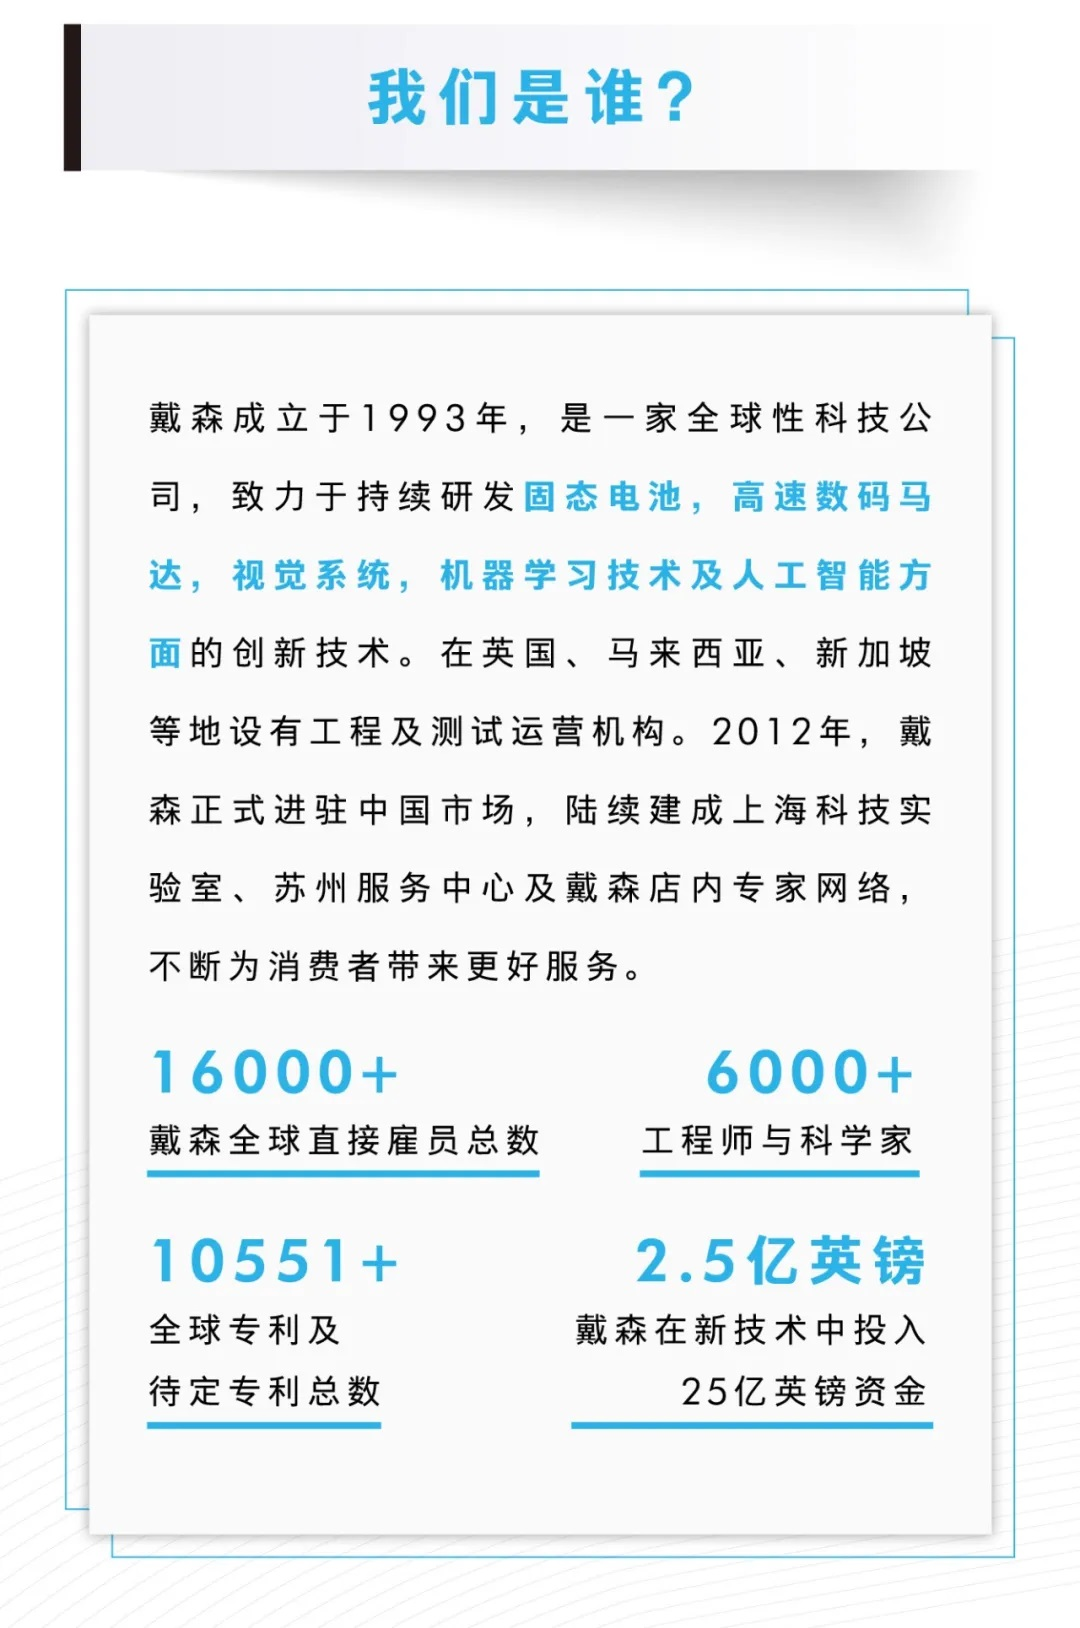 我们是谁?
戴森成立于1993年，是一家全球性科技公
司，致力于持续研发固态电池，高速数码马
达，视觉系统，机器学习技术及人工智能方
面的创新技术。在英国、马来西亚、新加坡
等地设有工程及测试运营机构。2012年，戴
森正式进驻中国市场，陆续建成上海科技实
验室、苏州服务中心及戴森店内专家网络，
不断为消费者带来更好服务。
16000+
戴森全球直接雇员总数
6000+
工程师与科学家
10551+
全球专利及
待定专利总数
2.5亿英镑
戴森在新技术中投入
25亿英镑资金